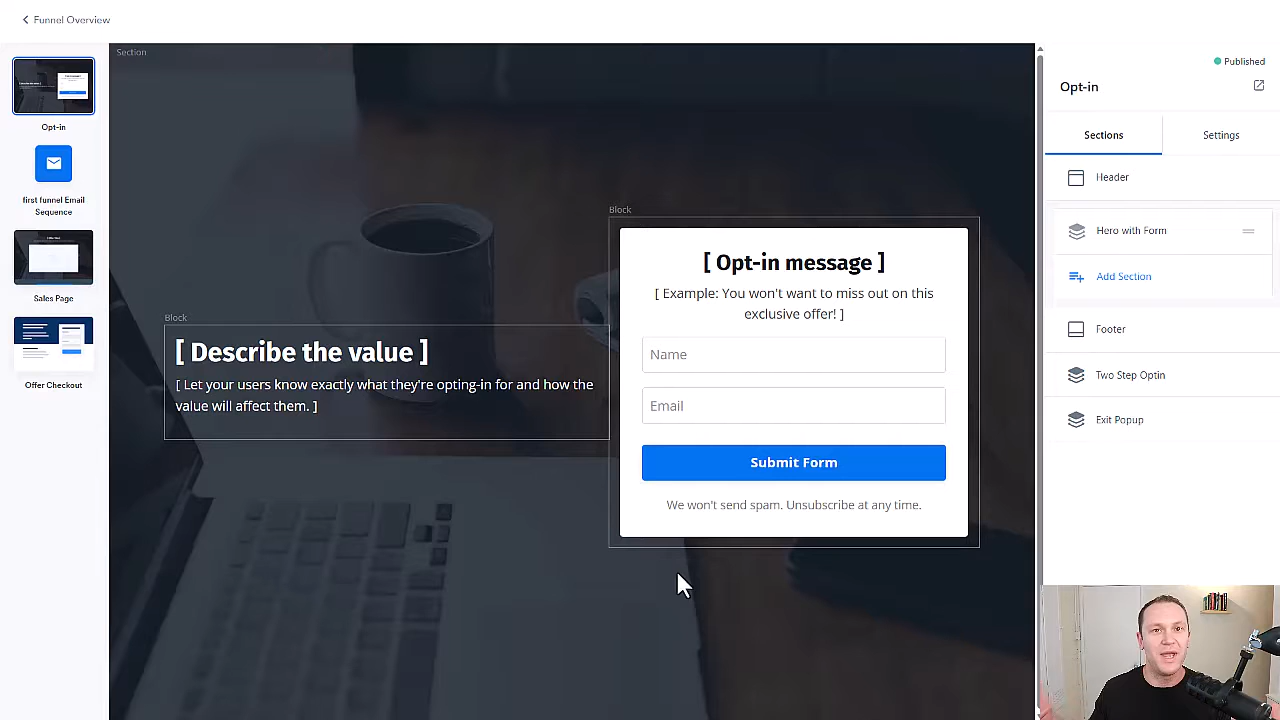 Funnel Overview
Opt-in
first funnel Email
Sequence
Sales Page
Offer Checkout
Section
Block
[ Describe the value ]
[ Let your users know exactly what they're opting-in for and how the
value will affect them. ]
Block
[ Opt-in message ]
[ Example: You won't want to miss out on this
exclusive offer! ]
Name
Email
Submit Form
We won't send spam. Unsubscribe at any time.
Published
Opt-in
Sections
Settings
Header
Hero with Form
Add Section
Footer
Two Step Optin
Exit Popup